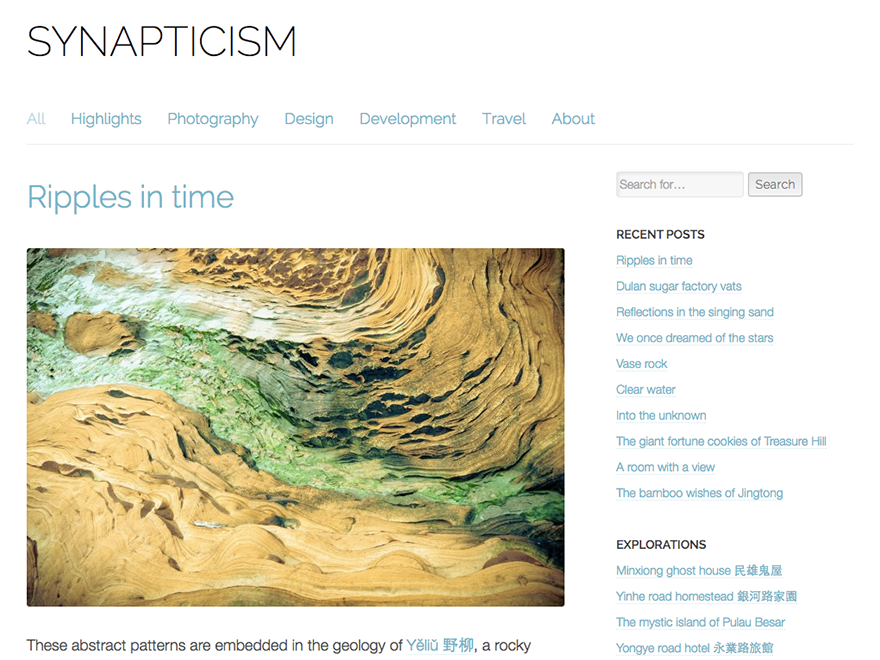 SYNAPTICISM
All Highlights Photography Design Development Travel About
Ripples in time
These abstract patterns are embedded in the geology of Yěliǔ 野柳, a rocky
Search for... Search
RECENT POSTS
Ripples in time
Dulan sugar factory vats
Reflections in the singing sand
We once dreamed of the stars
Vase rock
Clear water
Into the unknown
The giant fortune cookies of Treasure Hill
A room with a view
The bamboo wishes of Jingtong
EXPLORATIONS
Minxiong ghost house 民雄鬼屋
Yinhe road homestead 銀河路家園
The mystic island of Pulau Besar
Yongye road hotel 永業路旅館